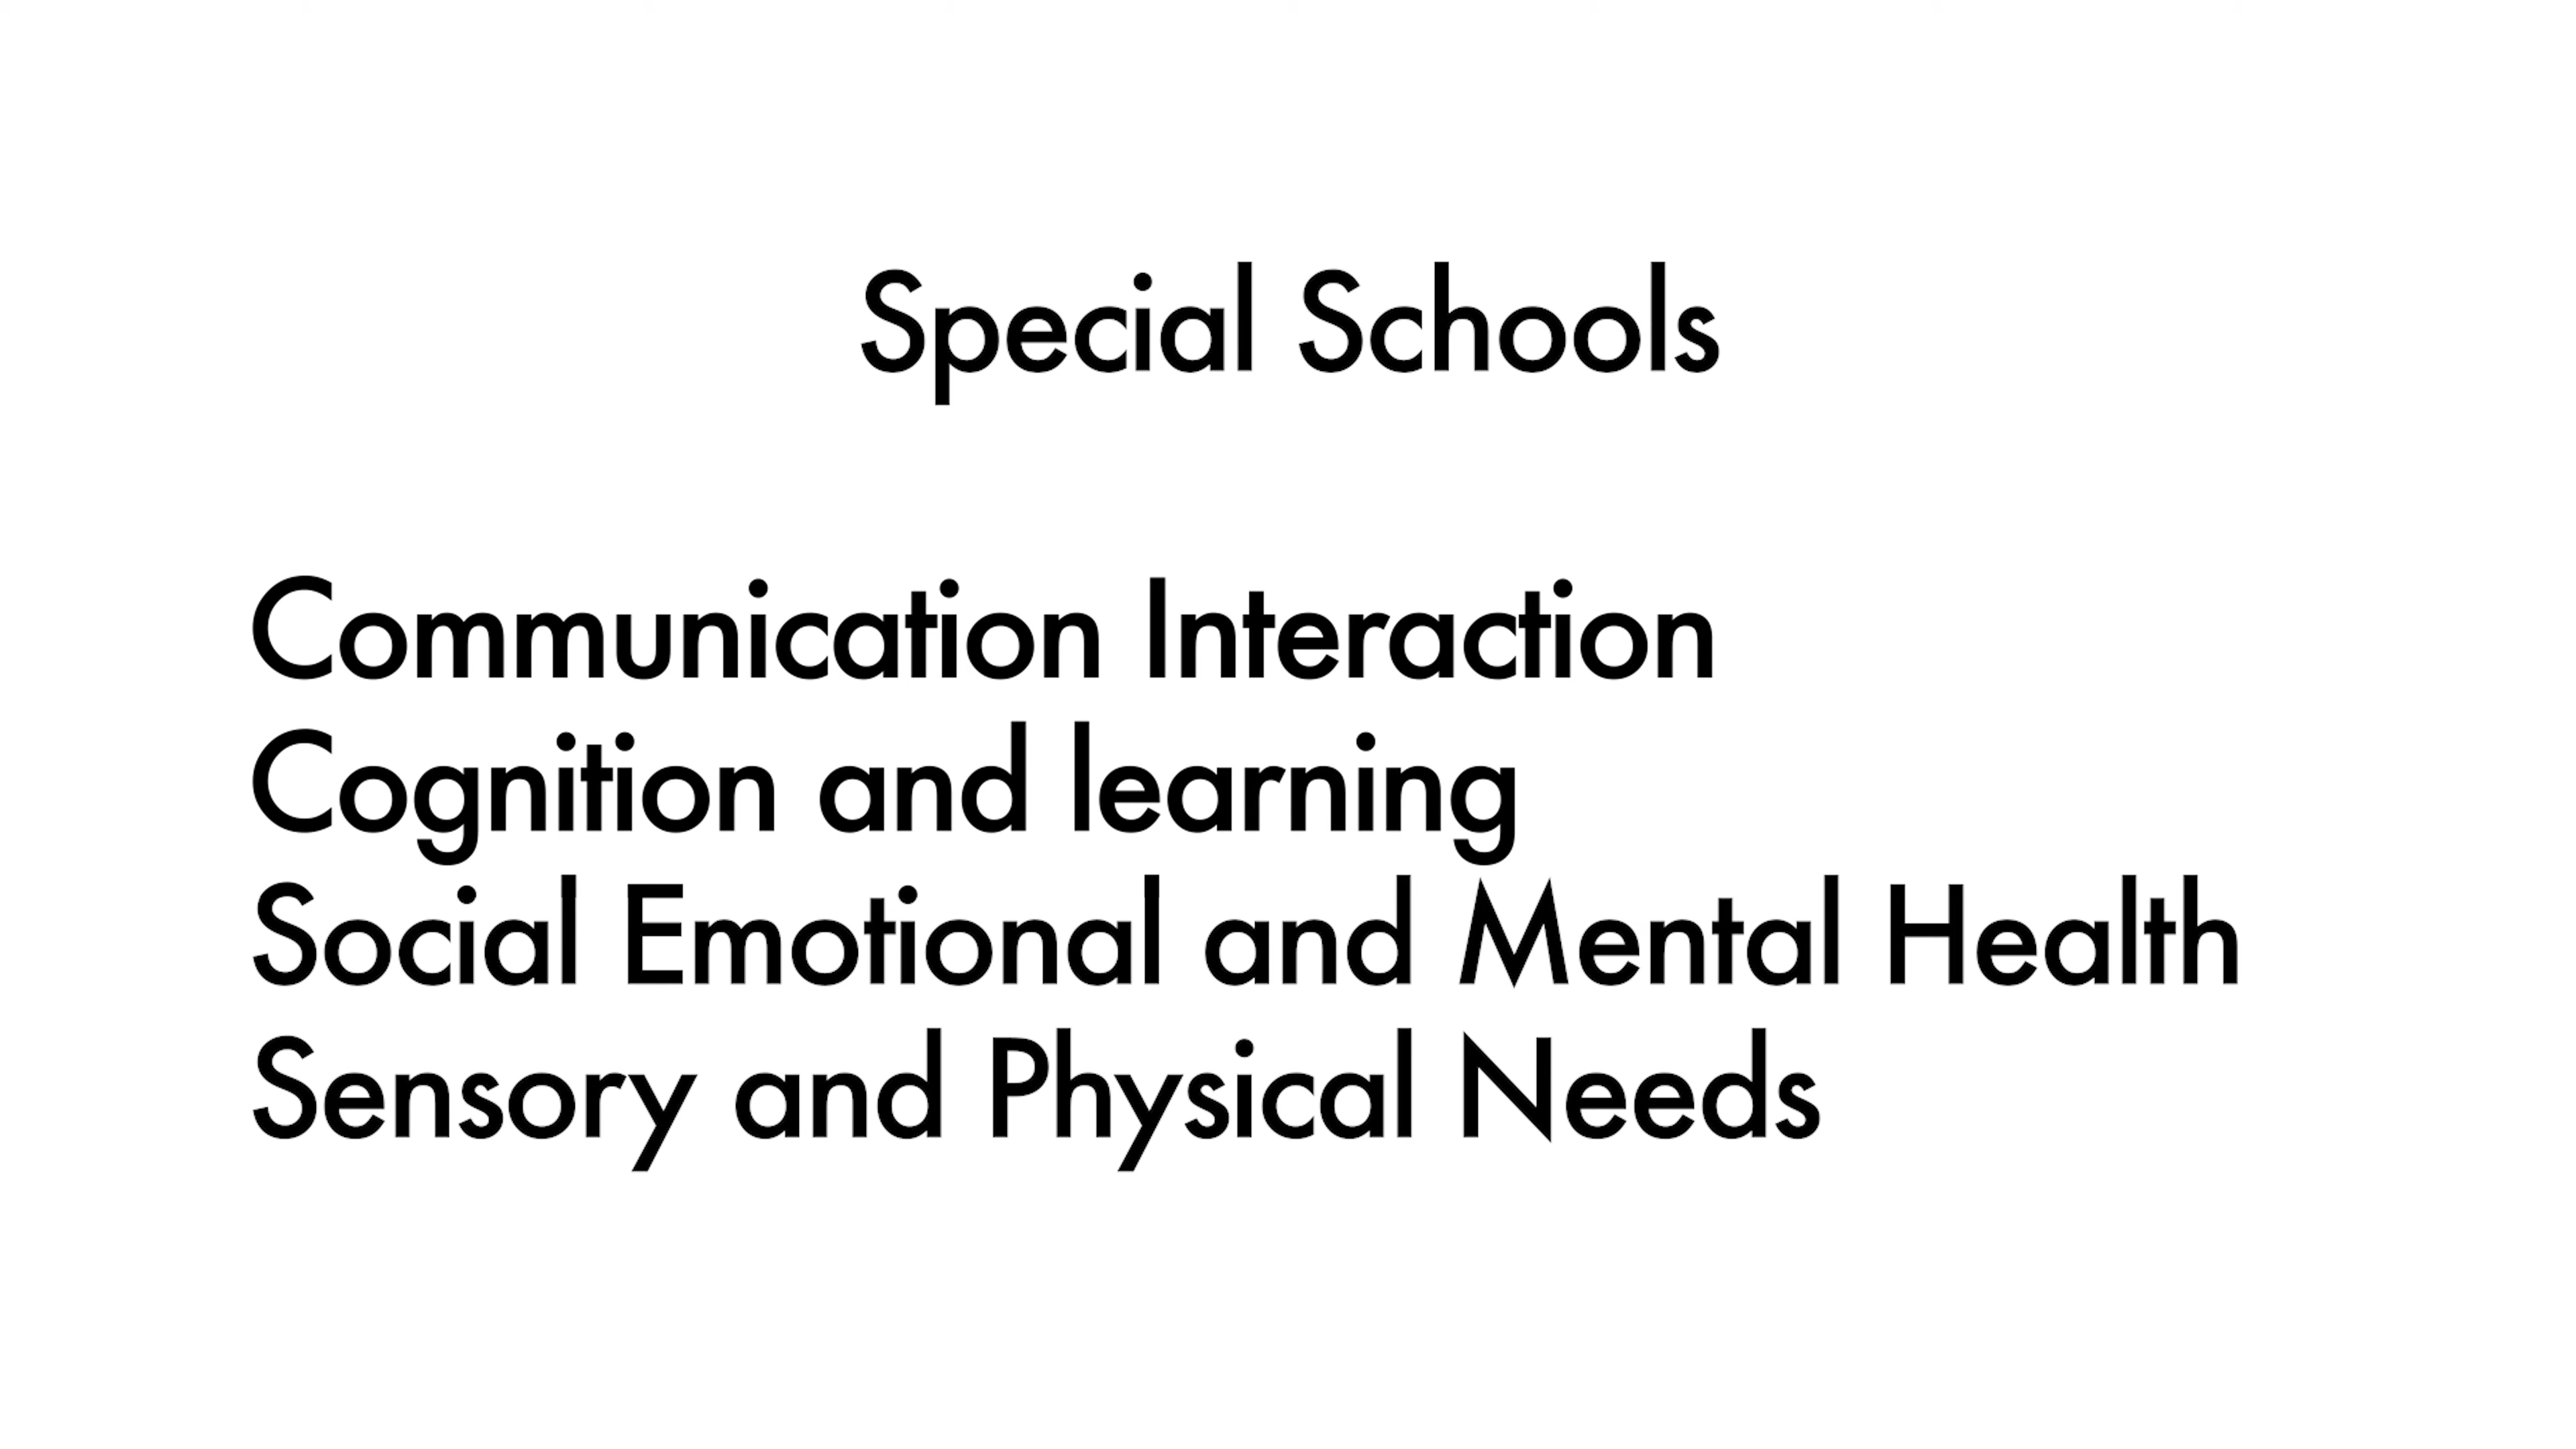 Special Schools
Communication Interaction
Cognition and learning
Social Emotional and Mental Health
Sensory and Physical Needs